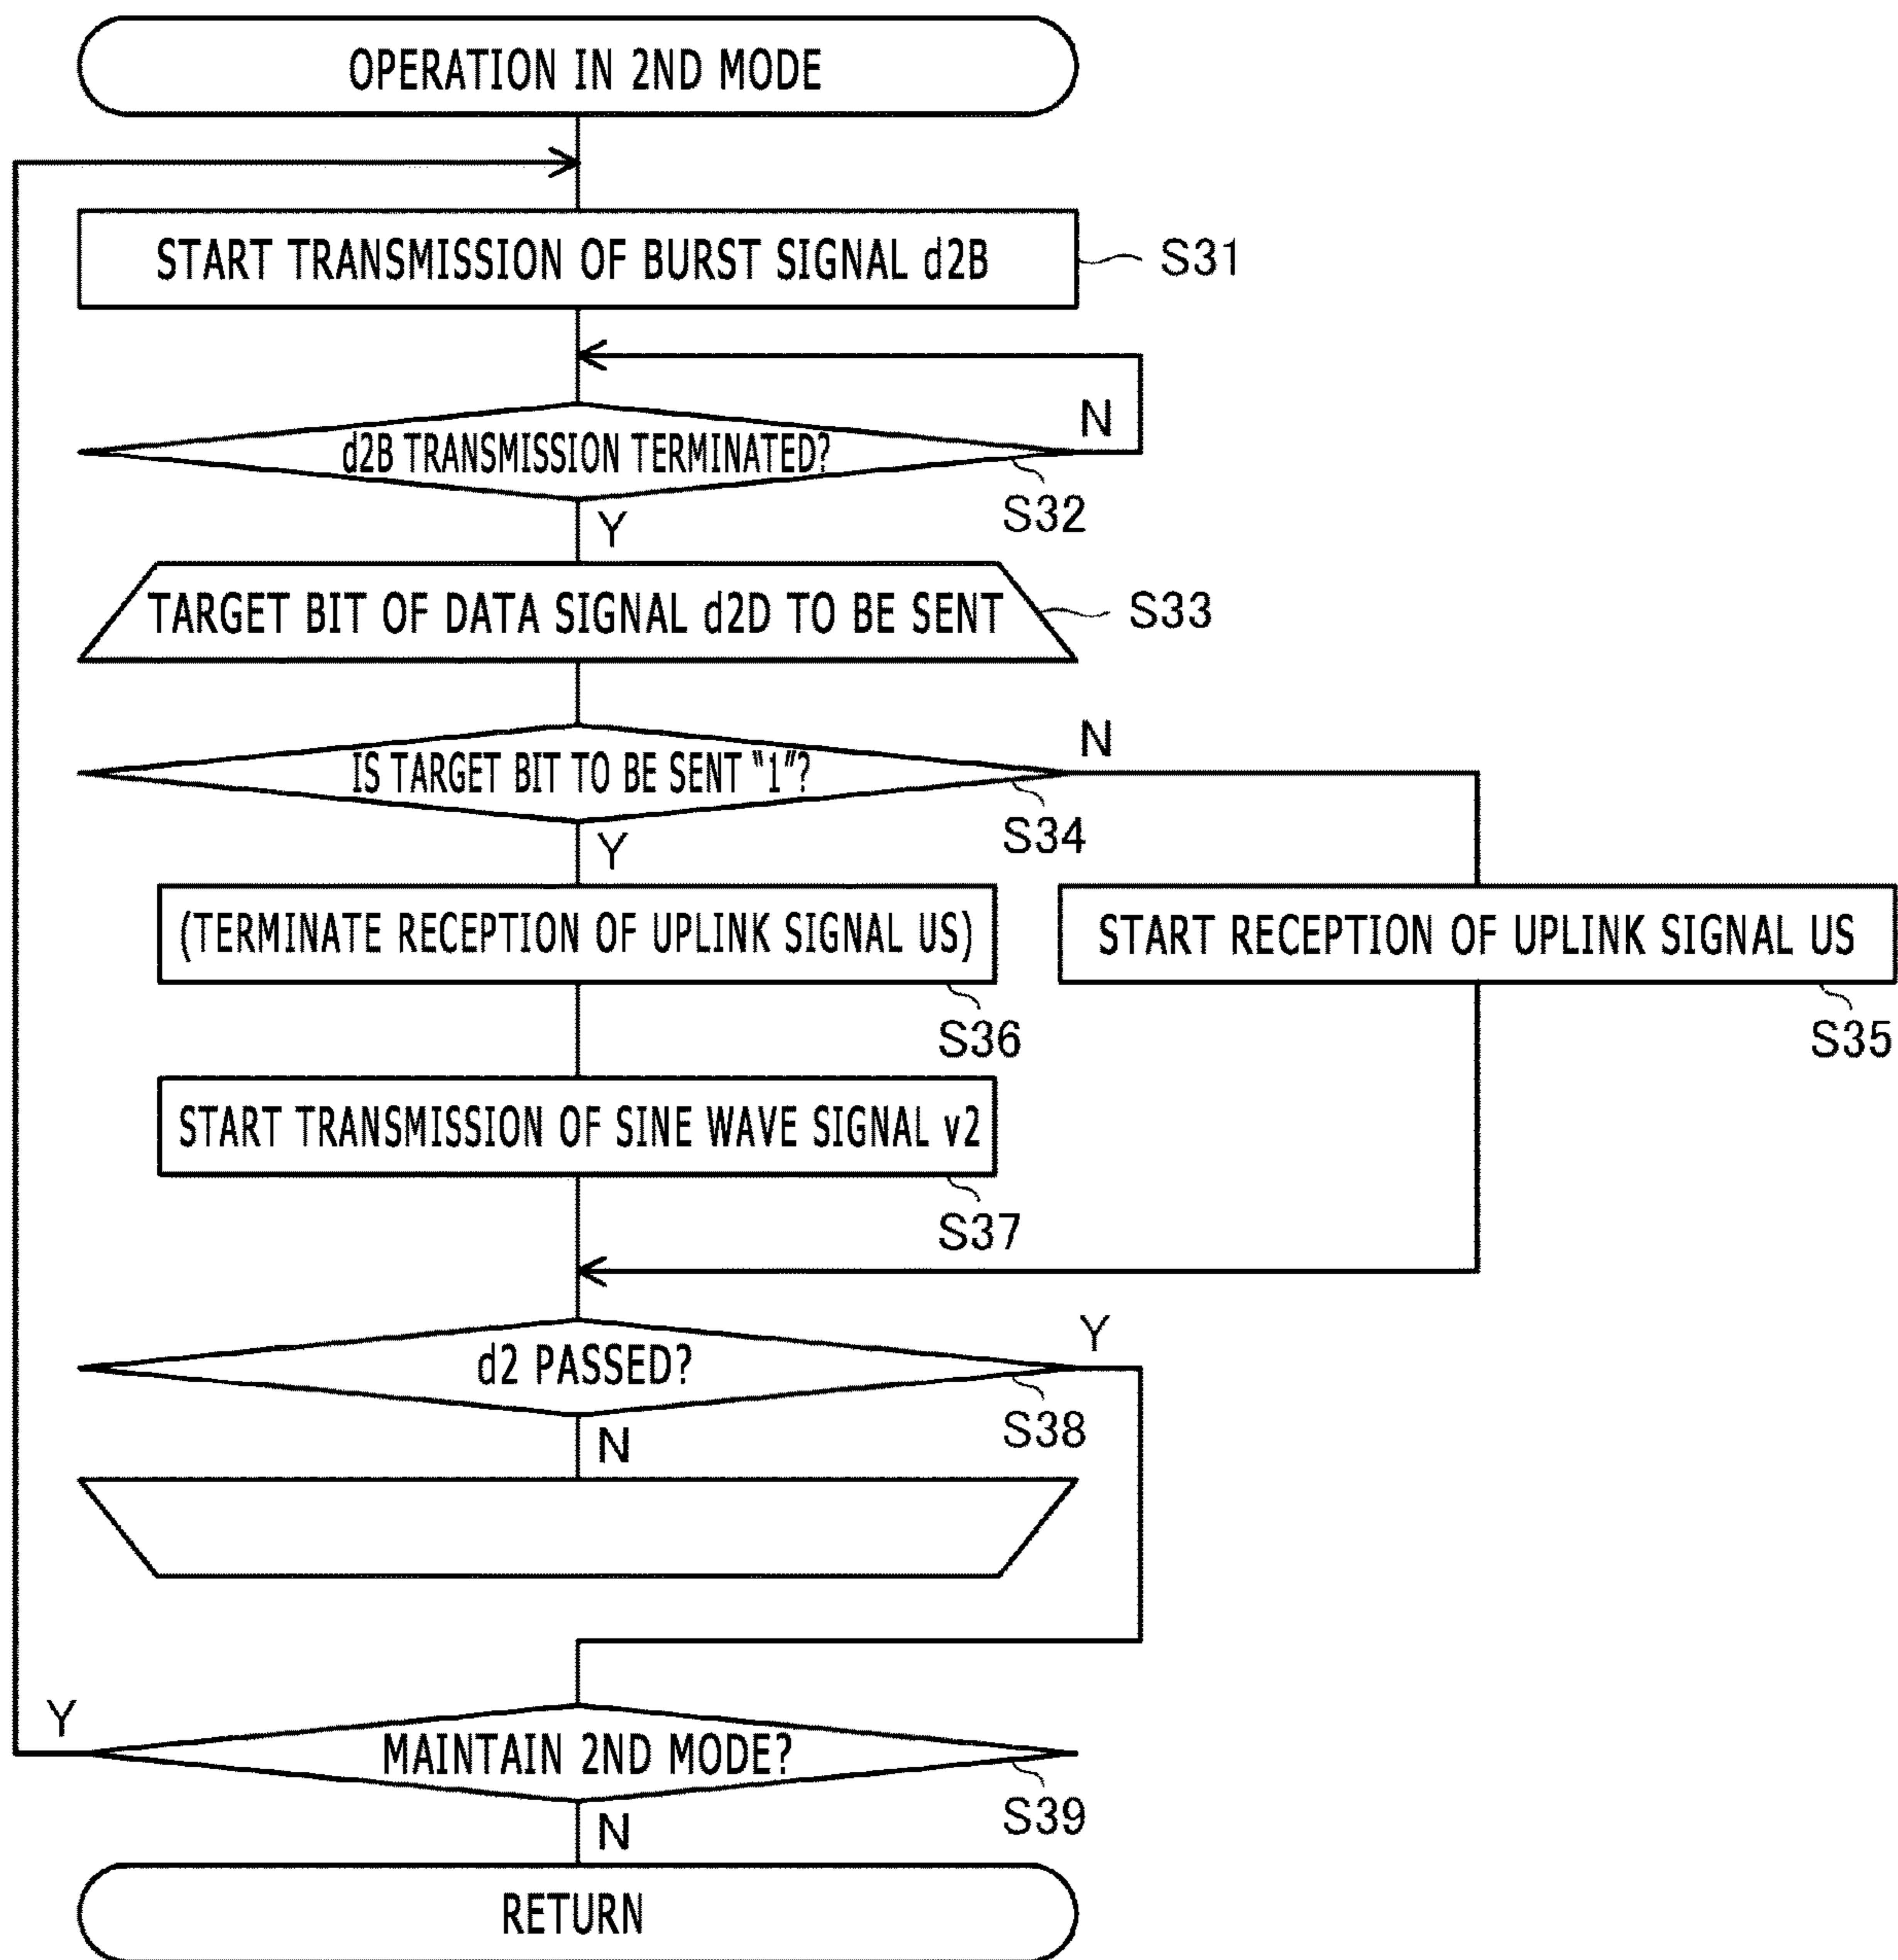 OPERATION IN 2ND MODE
START TRANSMISSION OF BURST SIGNAL d2B
S31
N
d2B TRANSMISSION TERMINATED?
S32
Y
TARGET BIT OF DATA SIGNAL d2D TO BE SENT
S33
N
IS TARGET BIT TO BE SENT "1"?
S34
Y
(TERMINATE RECEPTION OF UPLINK SIGNAL US)
START RECEPTION OF UPLINK SIGNAL US
S36
S35
START TRANSMISSION OF SINE WAVE SIGNAL v2
S37
Y
d2 PASSED?
S38
N
Y
MAINTAIN 2ND MODE?
S39
N
RETURN